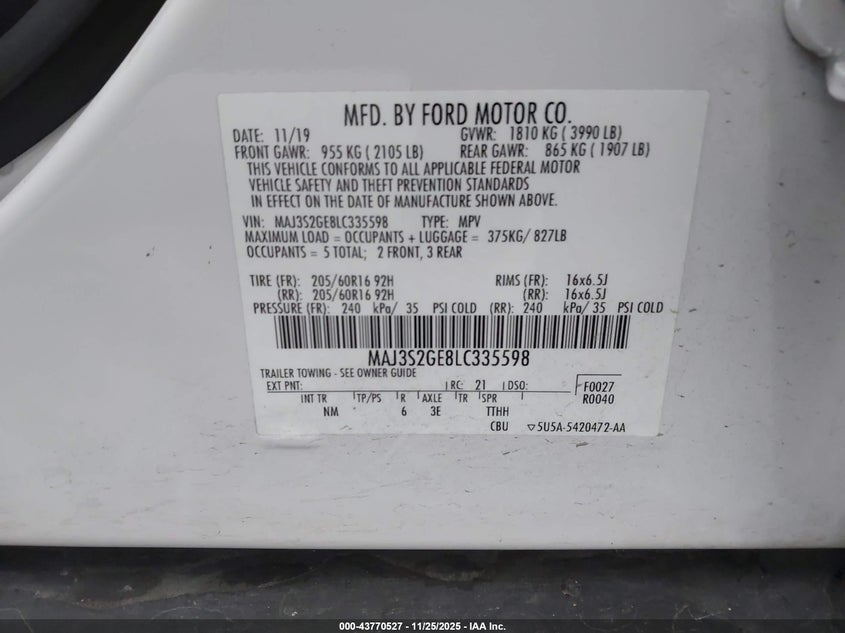 MFD. BY FORD MOTOR CO.
DATE: 11/19 GVWR: 1810 KG ( 3990 LB)
FRONT GAWR: 955 KG ( 2105 LB) REAR GAWR: 865 KG ( 1907 LB)
THIS VEHICLE CONFORMS TO ALL APPLICABLE FEDERAL MOTOR
VEHICLE SAFETY AND THEFT PREVENTION STANDARDS
IN EFFECT ON THE DATE OF MANUFACTURE SHOWN ABOVE.
VIN: MAJ3S2GE8LC335598 TYPE: MPV
MAXIMUM LOAD = OCCUPANTS + LUGGAGE = 375KG/ 827LB
OCCUPANTS = 5 TOTAL; 2 FRONT, 3 REAR
TIRE (FR): 205/60R16 92H RIMS (FR): 16x6.5J
(RR): 205/60R16 92H (RR): 16x6.5J
PRESSURE (FR): 240 kPa/ 35 PSI COLD (RR): 240 kPa/ 35 PSI COLD
MAJ3S2GE8LC335598
TRAILER TOWING - SEE OWNER GUIDE
EXT PNT: RC: 21 DSO: F0027
R0040
INT TR TP/PS R AXLE TR SPR
NM 6 3E TTHH
CBU ▽5U5A-5420472-AA
000-43770527 - 11/25/2025 - IAA Inc.